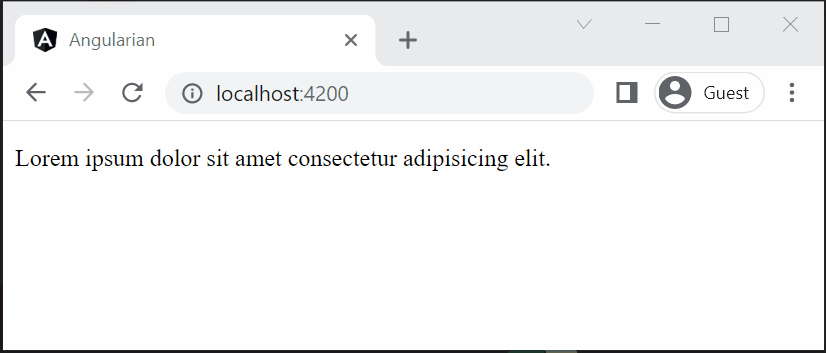 Angularian
localhost:4200
Guest
Lorem ipsum dolor sit amet consectetur adipisicing elit.